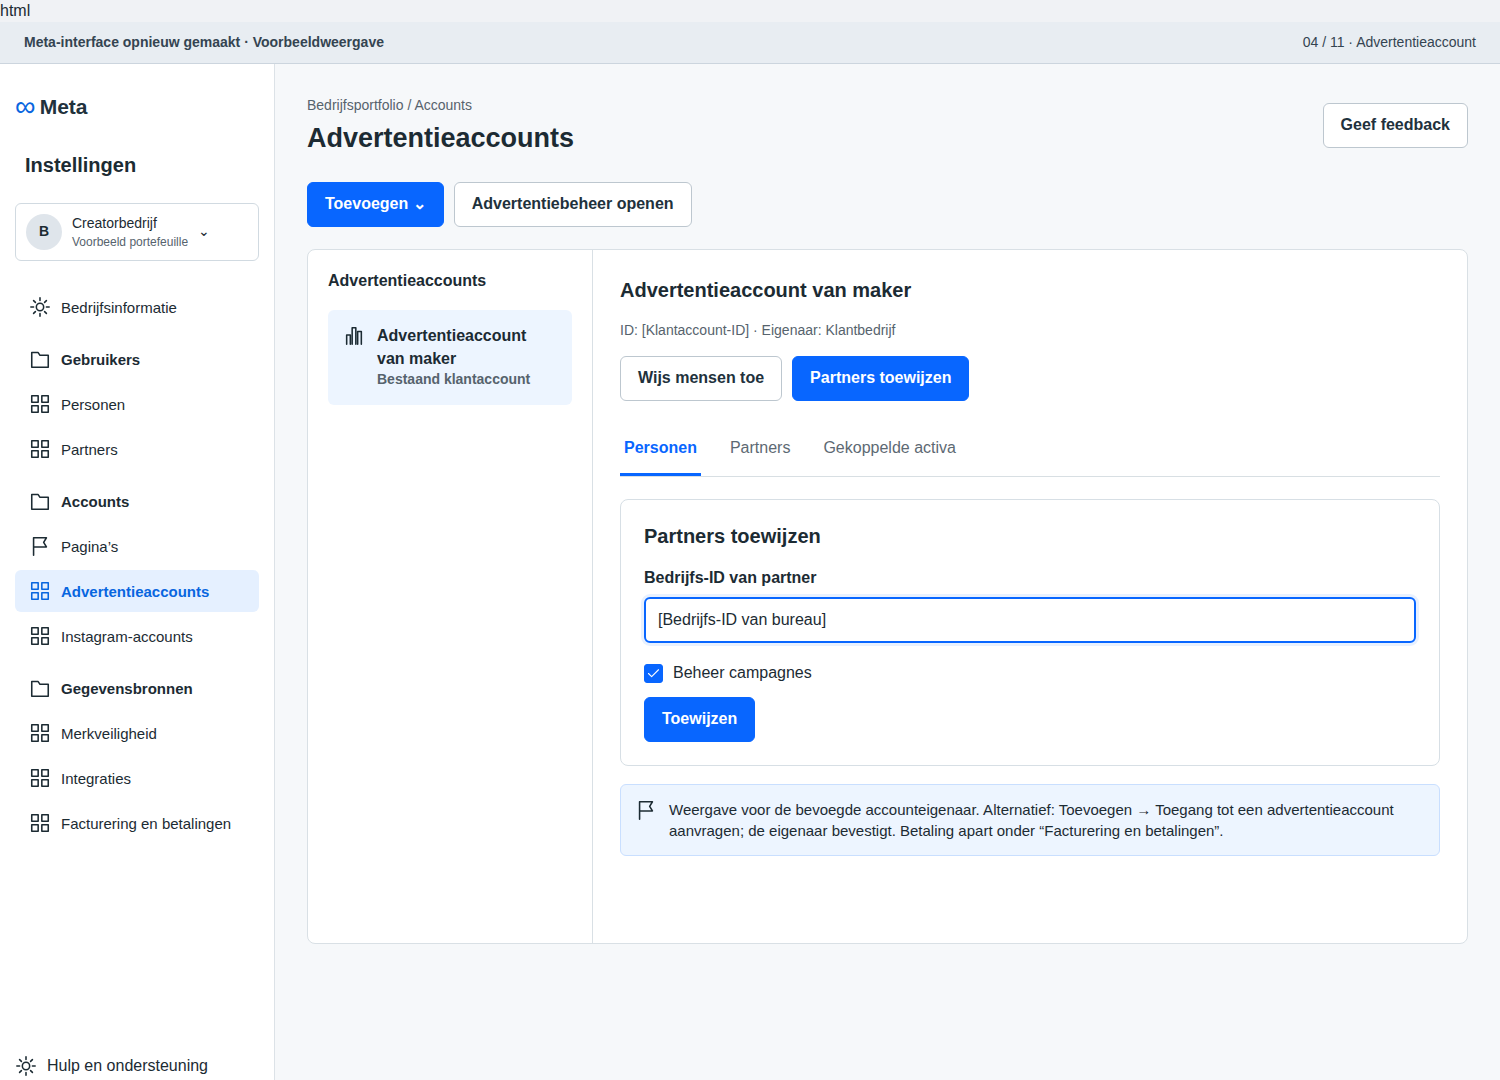 html
Meta-interface opnieuw gemaakt · Voorbeeldweergave
04 / 11 · Advertentieaccount
Meta
Instellingen
B
Creatorbedrijf
Voorbeeld portefeuille
Bedrijfsinformatie
Gebruikers
Personen
Partners
Accounts
Pagina’s
Advertentieaccounts
Instagram-accounts
Gegevensbronnen
Merkveiligheid
Integraties
Facturering en betalingen
Hulp en ondersteuning
Bedrijfsportfolio / Accounts
Advertentieaccounts
Geef feedback
Toevoegen
Advertentiebeheer openen
Advertentieaccounts
Advertentieaccount
van maker
Bestaand klantaccount
Advertentieaccount van maker
ID: [Klantaccount-ID] · Eigenaar: Klantbedrijf
Wijs mensen toe
Partners toewijzen
Personen
Partners
Gekoppelde activa
Partners toewijzen
Bedrijfs-ID van partner
[Bedrijfs-ID van bureau]
Beheer campagnes
Toewijzen
Weergave voor de bevoegde accounteigenaar. Alternatief: Toevoegen → Toegang tot een advertentieaccount
aanvragen; de eigenaar bevestigt. Betaling apart onder “Facturering en betalingen”.